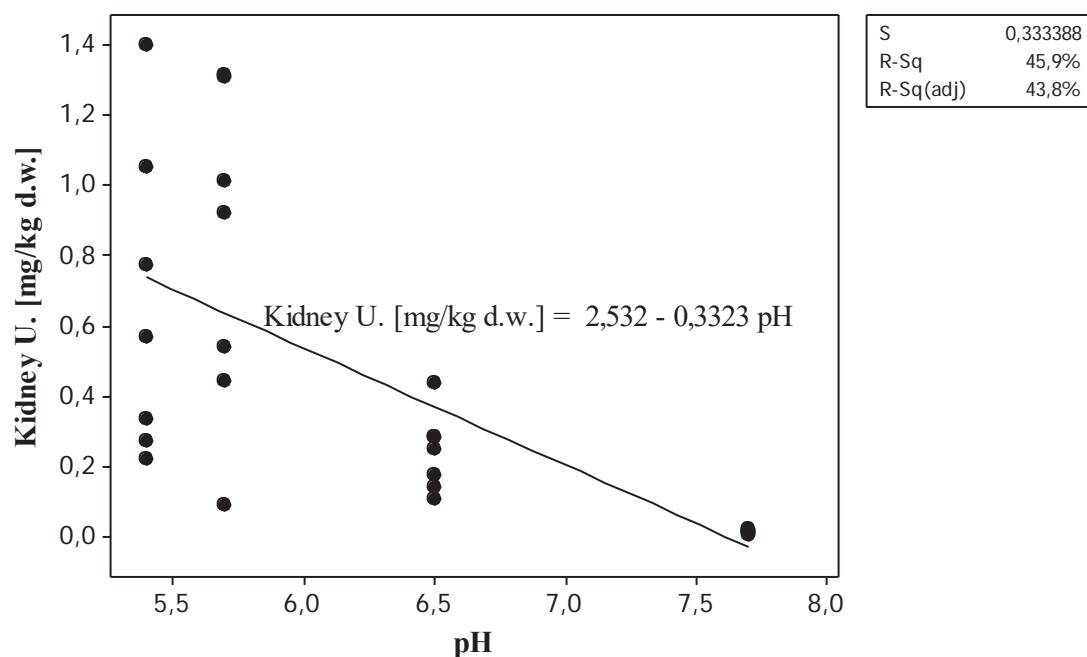 S 0,333388
R-Sq 45,9%
R-Sq(adj) 43,8%
Kidney U. [mg/kg d.w.]
1,4
1,2
1,0
0,8
0,6
0,4
0,2
0,0
Kidney U. [mg/kg d.w.] = 2,532 - 0,3323 pH
5,5 6,0 6,5 7,0 7,5 8,0
pH